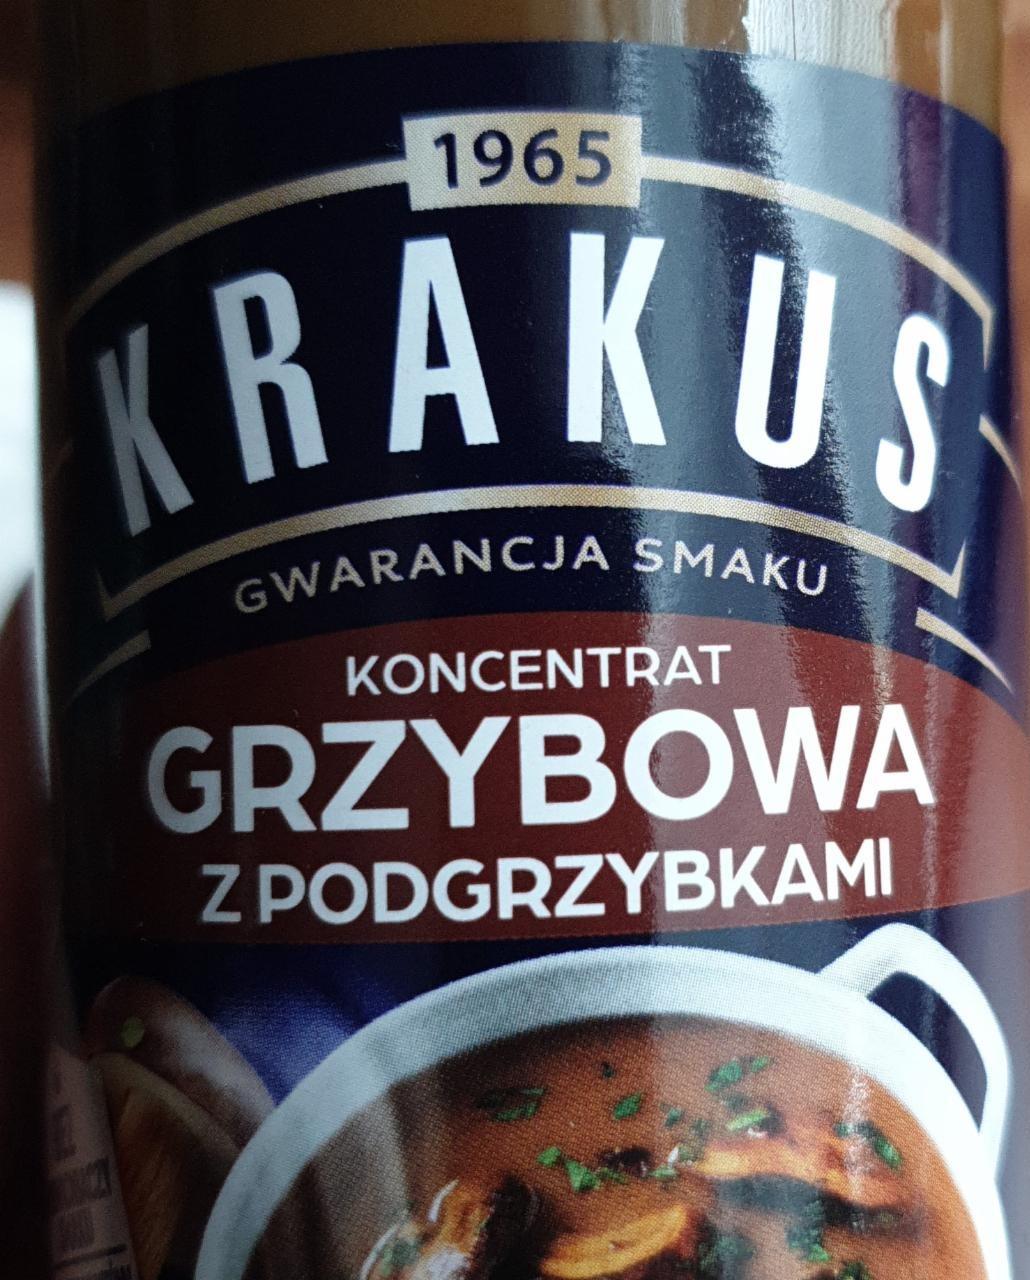 1965
KRAKUS
GWARANCJA SMAKU
KONCENTRAT
GRZYBOWA
Z PODGRZYBKAMI